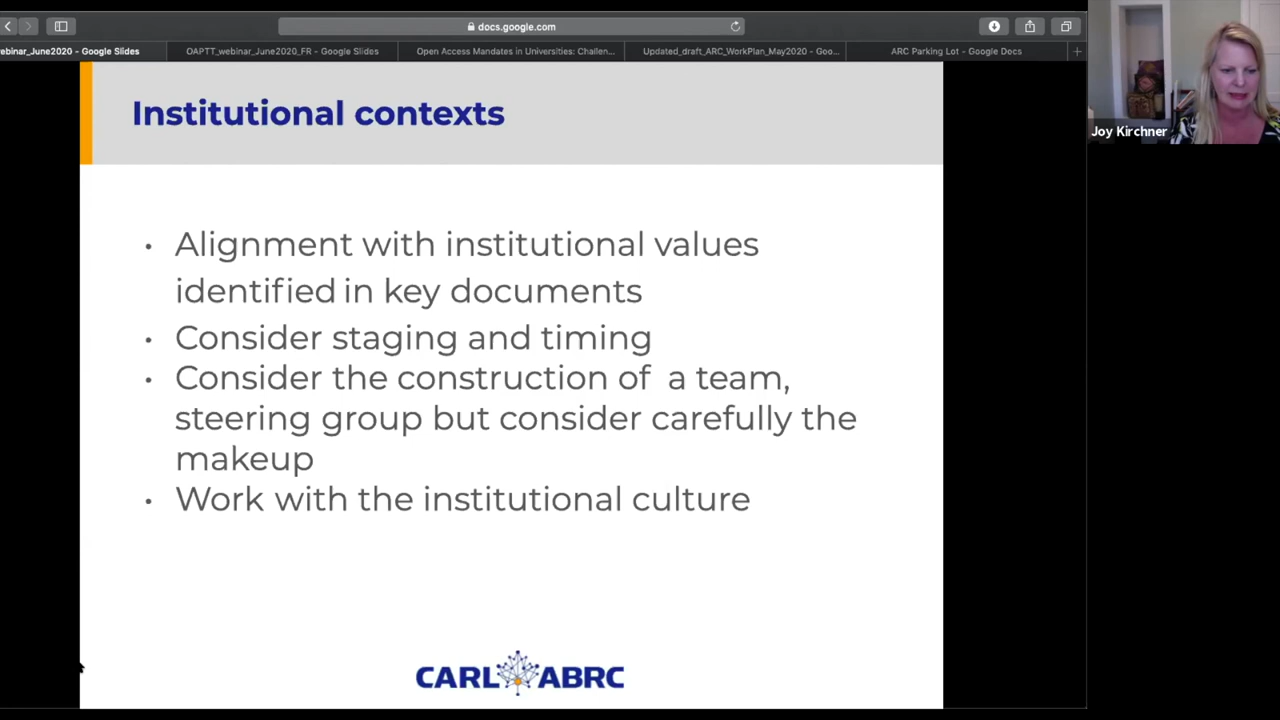 docs.google.com
ebinar_June2020 - Google Slides
OAPTT_webinar_June2020_FR - Google Slides
Open Access Mandates in Universities: Challen...
Updated_draft_ARC_WorkPlan_May2020 - Goo...
ARC Parking Lot - Google Docs
Joy Kirchner
Institutional contexts
• Alignment with institutional values
identified in key documents
• Consider staging and timing
• Consider the construction of a team,
steering group but consider carefully the
makeup
• Work with the institutional culture
CARL ABRC